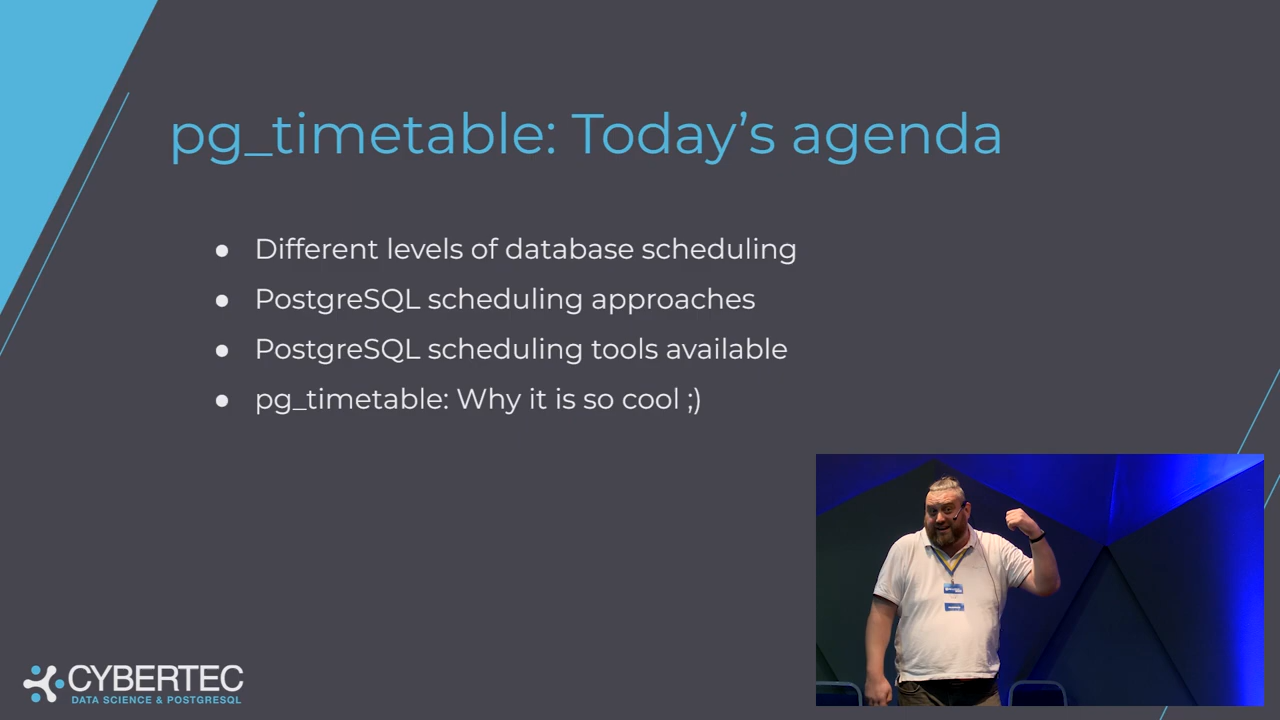 pg_timetable: Today's agenda
● Different levels of database scheduling
● PostgreSQL scheduling approaches
● PostgreSQL scheduling tools available
● pg_timetable: Why it is so cool ;)
CYBERTEC
DATA SCIENCE & POSTGRESQL